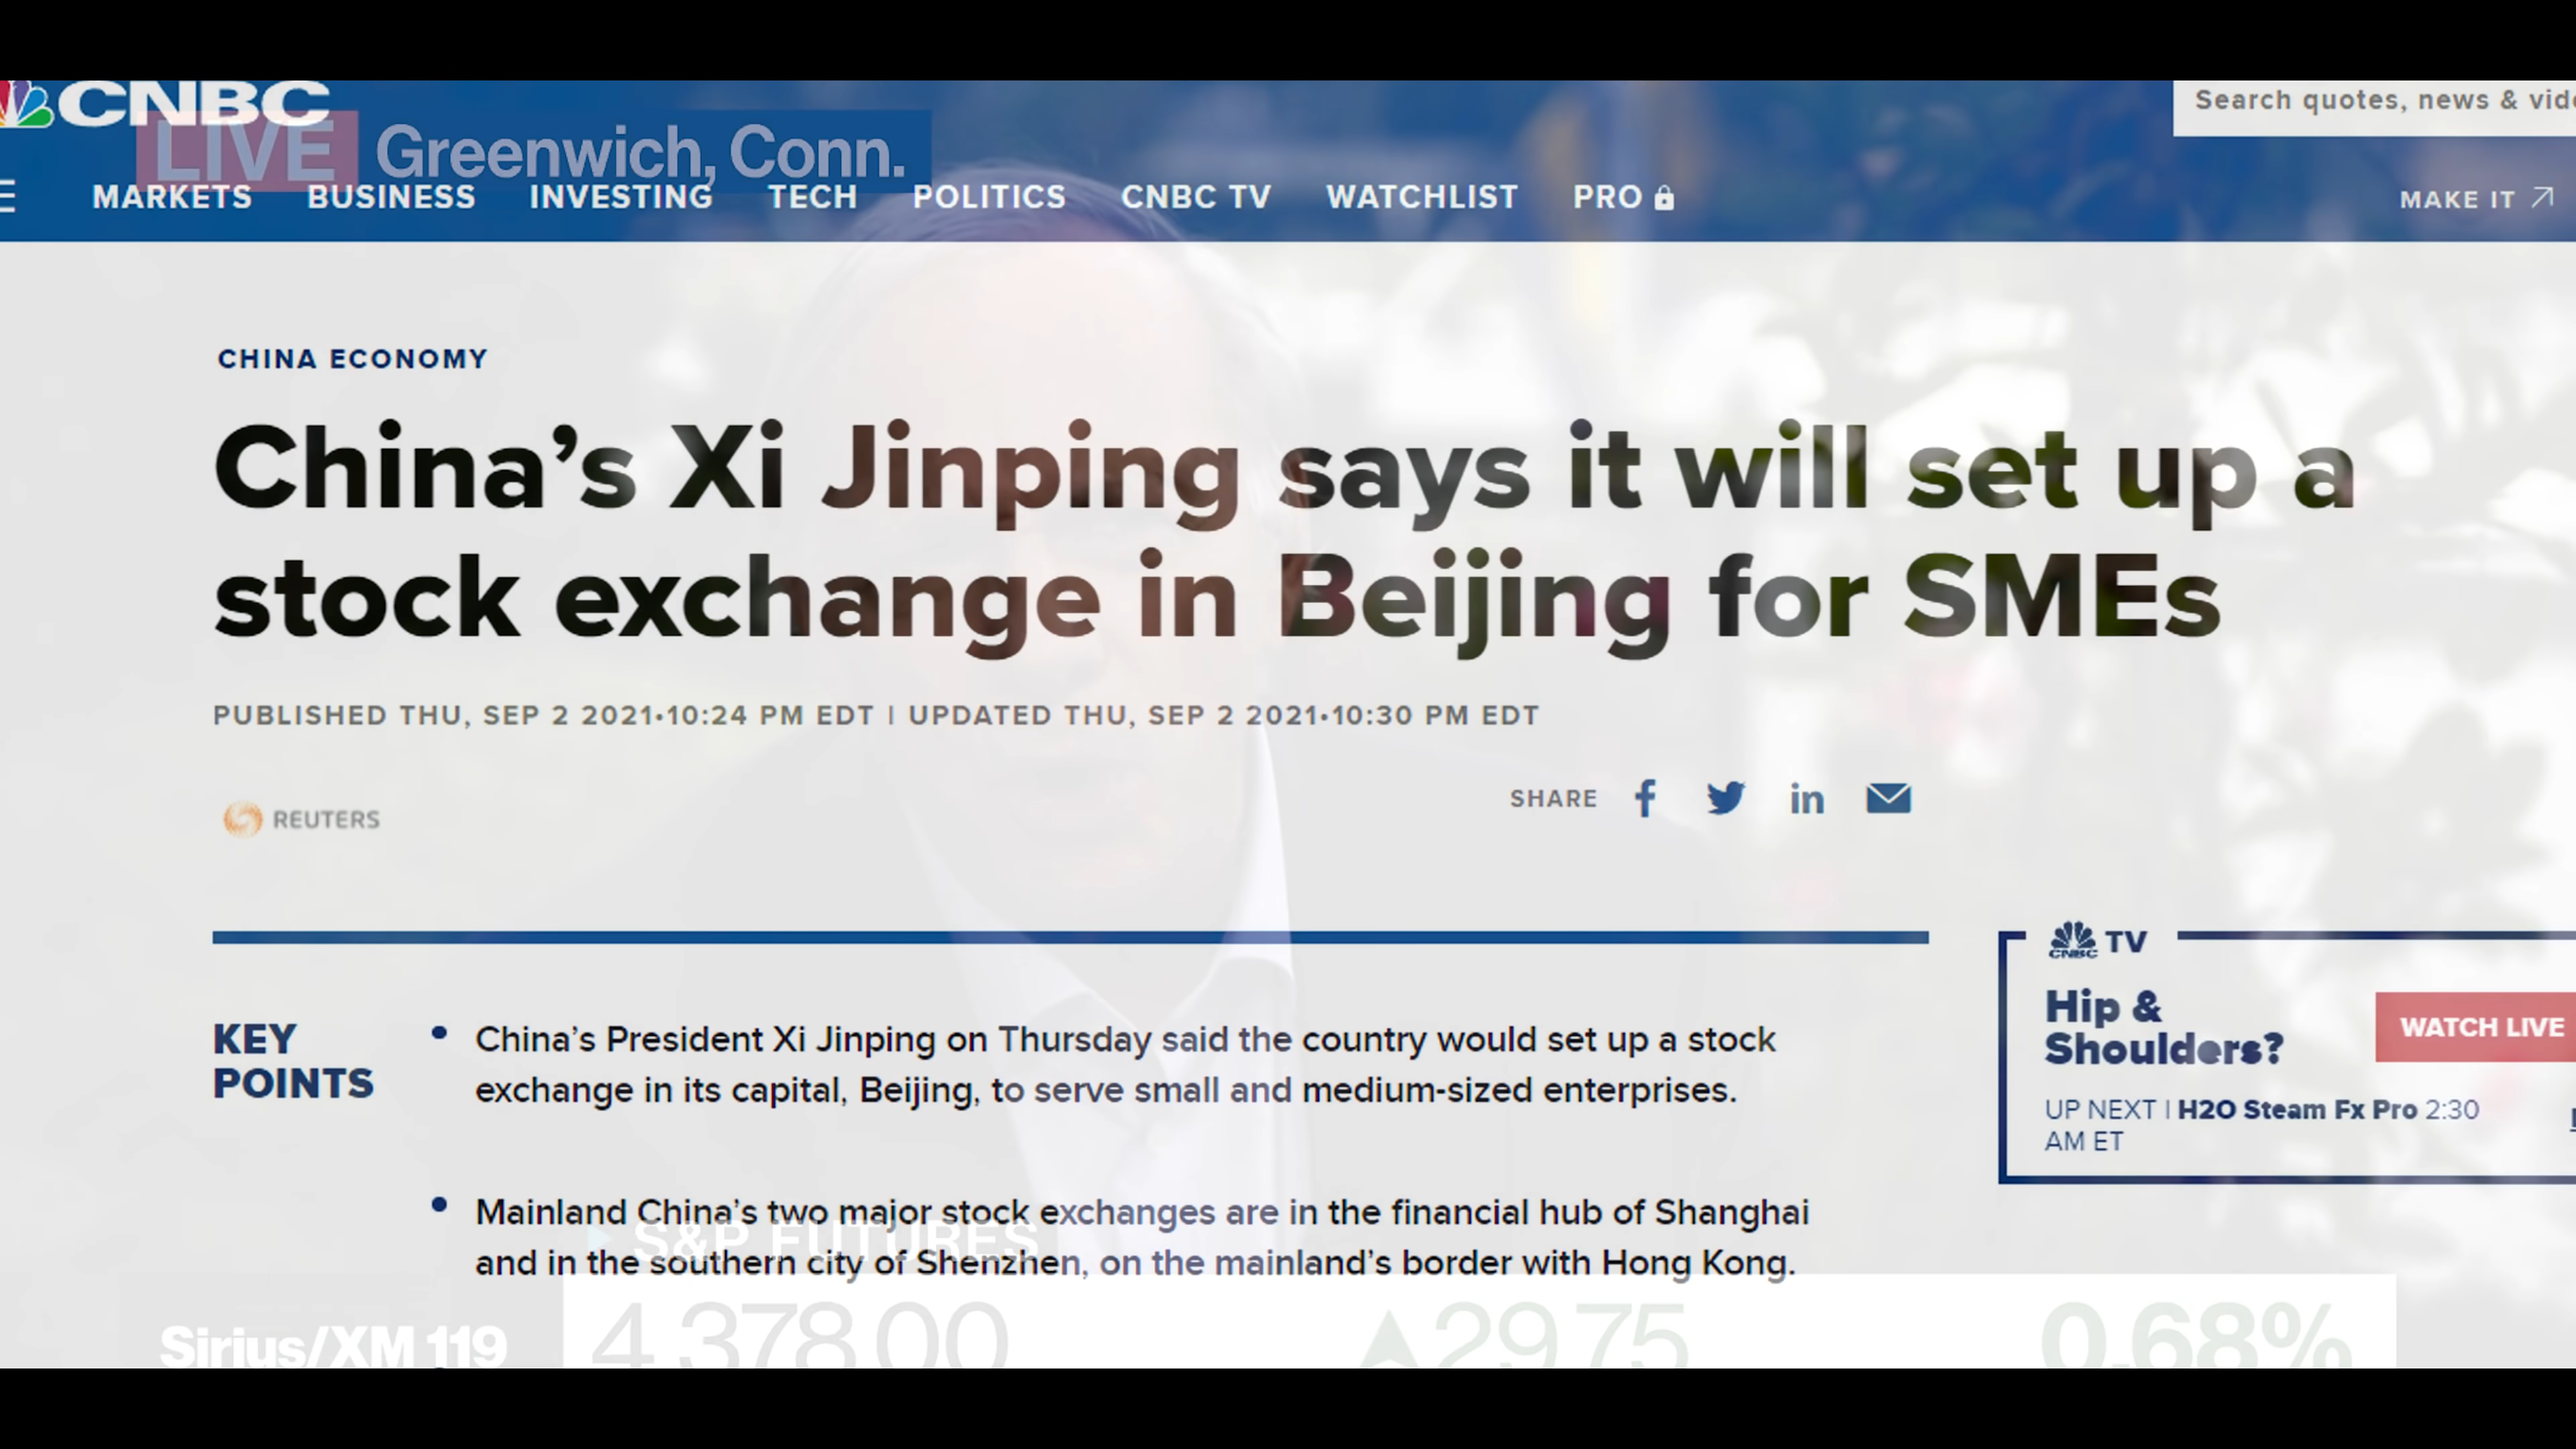 CNBC
Search quotes, news &
LIVE Greenwich, Conn.
MARKETS BUSINESS INVESTING TECH POLITICS CNBC TV WATCHLIST PRO MAKE IT
CHINA ECONOMY
China’s Xi Jinping says it will set up a
stock exchange in Beijing for SMEs
PUBLISHED THU, SEP 2 2021•10:24 PM EDT | UPDATED THU, SEP 2 2021•10:30 PM EDT
REUTERS
SHARE
KEY
POINTS
China’s President Xi Jinping on Thursday said the country would set up a stock
exchange in its capital, Beijing, to serve small and medium-sized enterprises.
Mainland China’s two major stock exchanges are in the financial hub of Shanghai
and in the southern city of Shenzhen, on the mainland’s border with Hong Kong.
CNBC TV
Hip &
Shoulders?
WATCH LIVE
UP NEXT | H2O Steam Fx Pro 2:30
AM ET
S&P FUTURES
Sirius/XM 119
4,378.00 29.75 0.68%